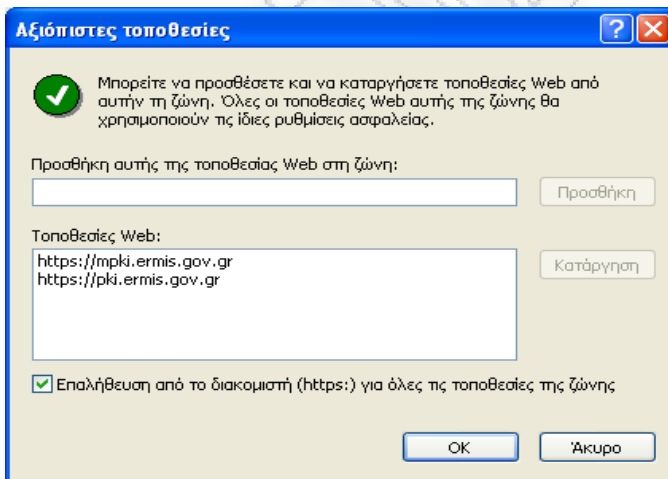 Αξιόπιστες τοποθεσίες
Μπορείτε να προσθέσετε και να καταργήσετε τοποθεσίες Web από
αυτήν τη ζώνη. Όλες οι τοποθεσίες Web αυτής της ζώνης θα
χρησιμοποιούν τις ίδιες ρυθμίσεις ασφαλείας.
Προσθήκη αυτής της τοποθεσίας Web στη ζώνη:
Προσθήκη
Τοποθεσίες Web:
https://mpki.ermis.gov.gr
https://pki.ermis.gov.gr
Κατάργηση
Επαλήθευση από το διακομιστή (https:) για όλες τις τοποθεσίες της ζώνης
OK
Άκυρο